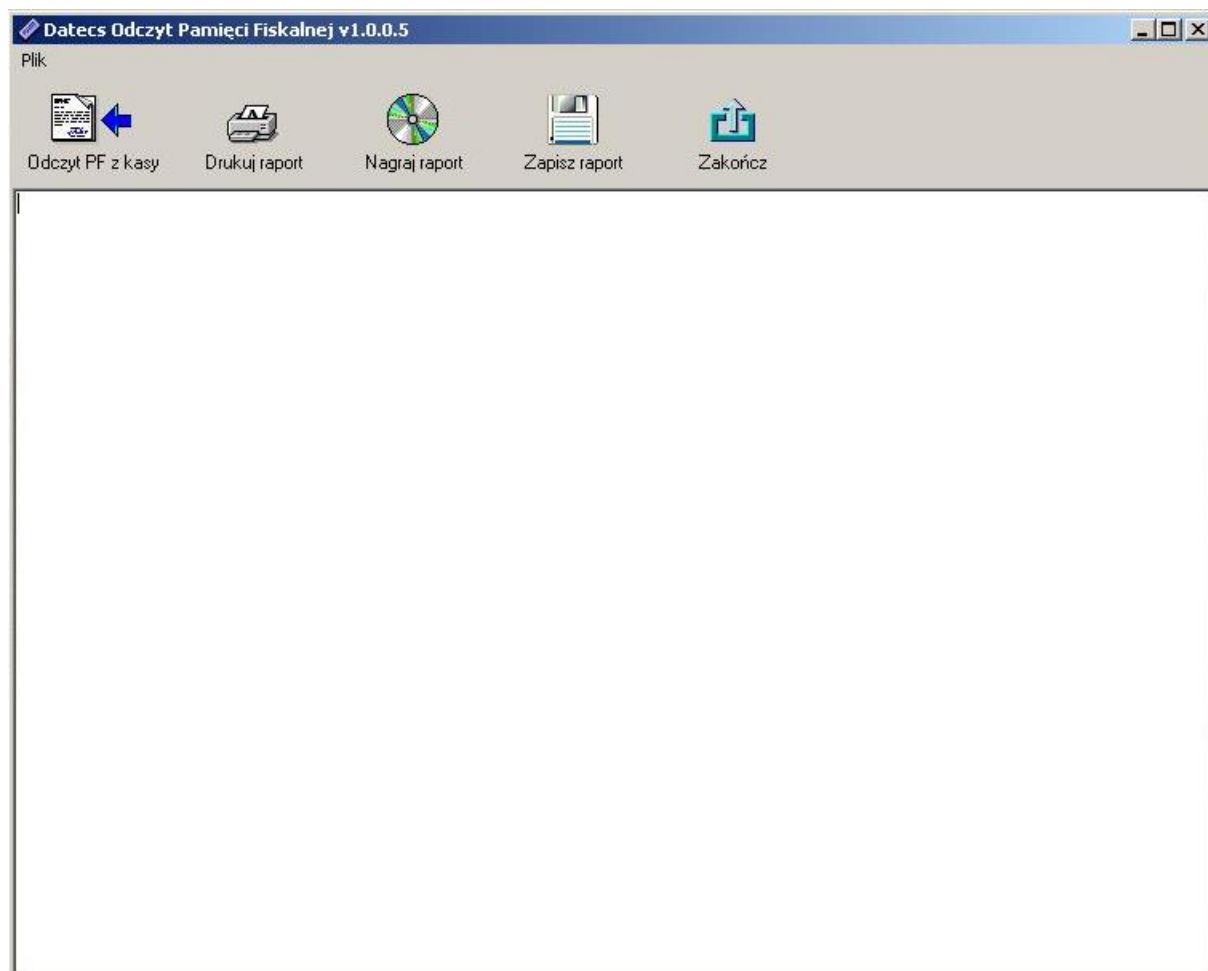 Datecs Odczyt Pamięci Fiskalnej v1.0.0.5
Plik
Odczyt PF z kasy Drukuj raport Nagraj raport Zapisz raport Zakończ